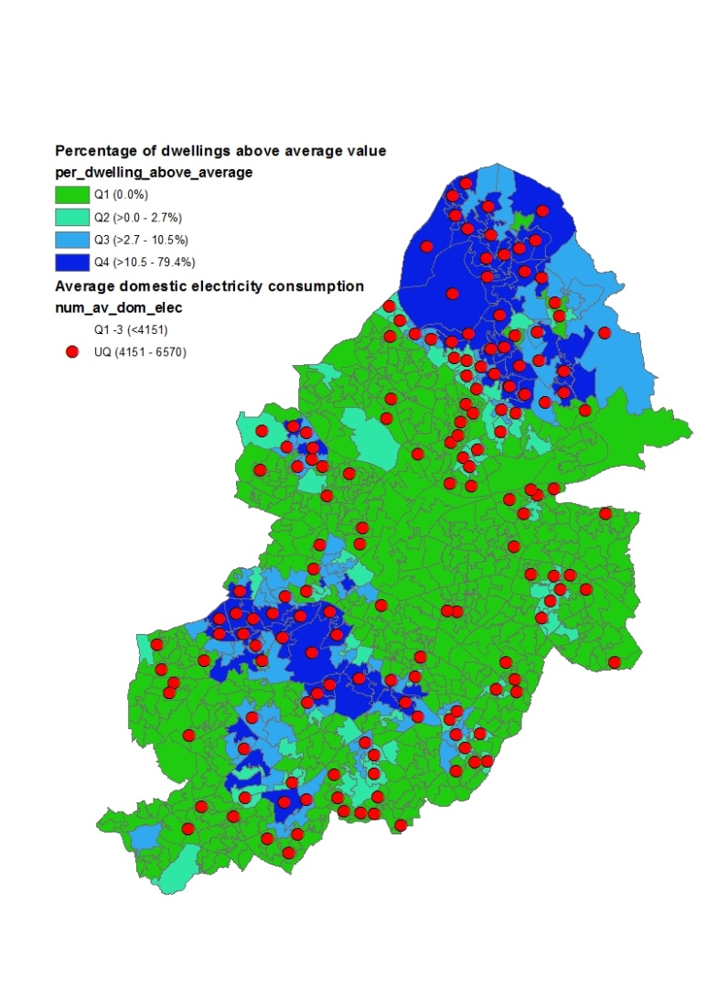 Percentage of dwellings above average value
per_dwelling_above_average
Q1 (0.0%)
Q2 (>0.0 - 2.7%)
Q3 (>2.7 - 10.5%)
Q4 (>10.5 - 79.4%)
Average domestic electricity consumption
num_av_dom_elec
Q1 -3 (<4151)
UQ (4151 - 6570)